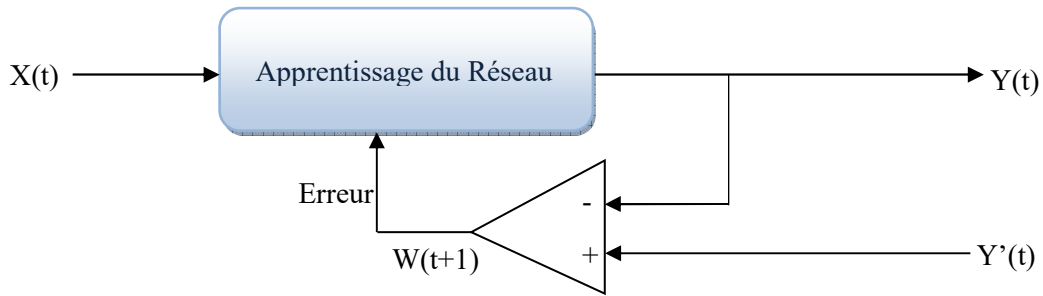 X(t)
Apprentissage du Réseau
Y(t)
Erreur
-
W(t+1)
+
Y’(t)